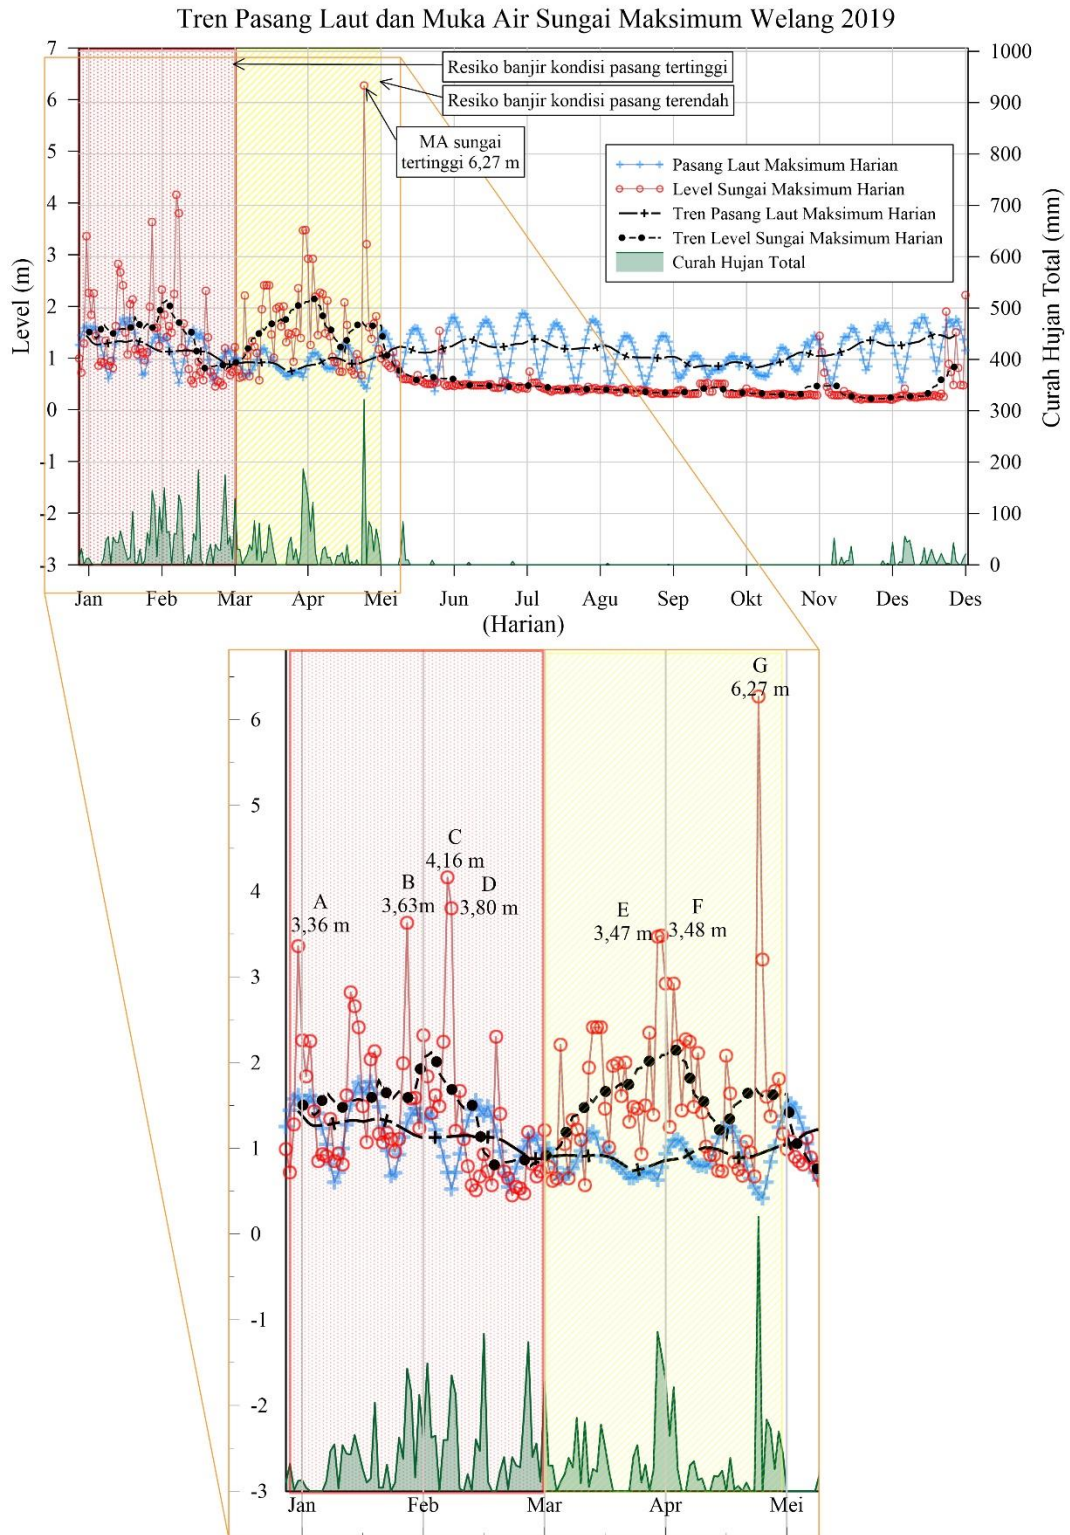 Tren Pasang Laut dan Muka Air Sungai Maksimum Welang 2019
7
6
5
4
3
2
1
0
-1
-2
-3
Level (m)
1000
900
800
700
600
500
400
300
200
100
0
Curah Hujan Total (mm)
Resiko banjir kondisi pasang tertinggi
Resiko banjir kondisi pasang terendah
MA sungai
tertinggi 6,27 m
Pasang Laut Maksimum Harian
Level Sungai Maksimum Harian
Tren Pasang Laut Maksimum Harian
Tren Level Sungai Maksimum Harian
Curah Hujan Total
Jan Feb Mar Apr Mei Jun Jul Agu Sep Okt Nov Des Des
(Harian)
G
6,27 m
C
4,16 m
B
3,63m
D
3,80 m
A
3,36 m
E
3,47 m
F
3,48 m
6
5
4
3
2
1
0
-1
-2
-3
Jan Feb Mar Apr Mei